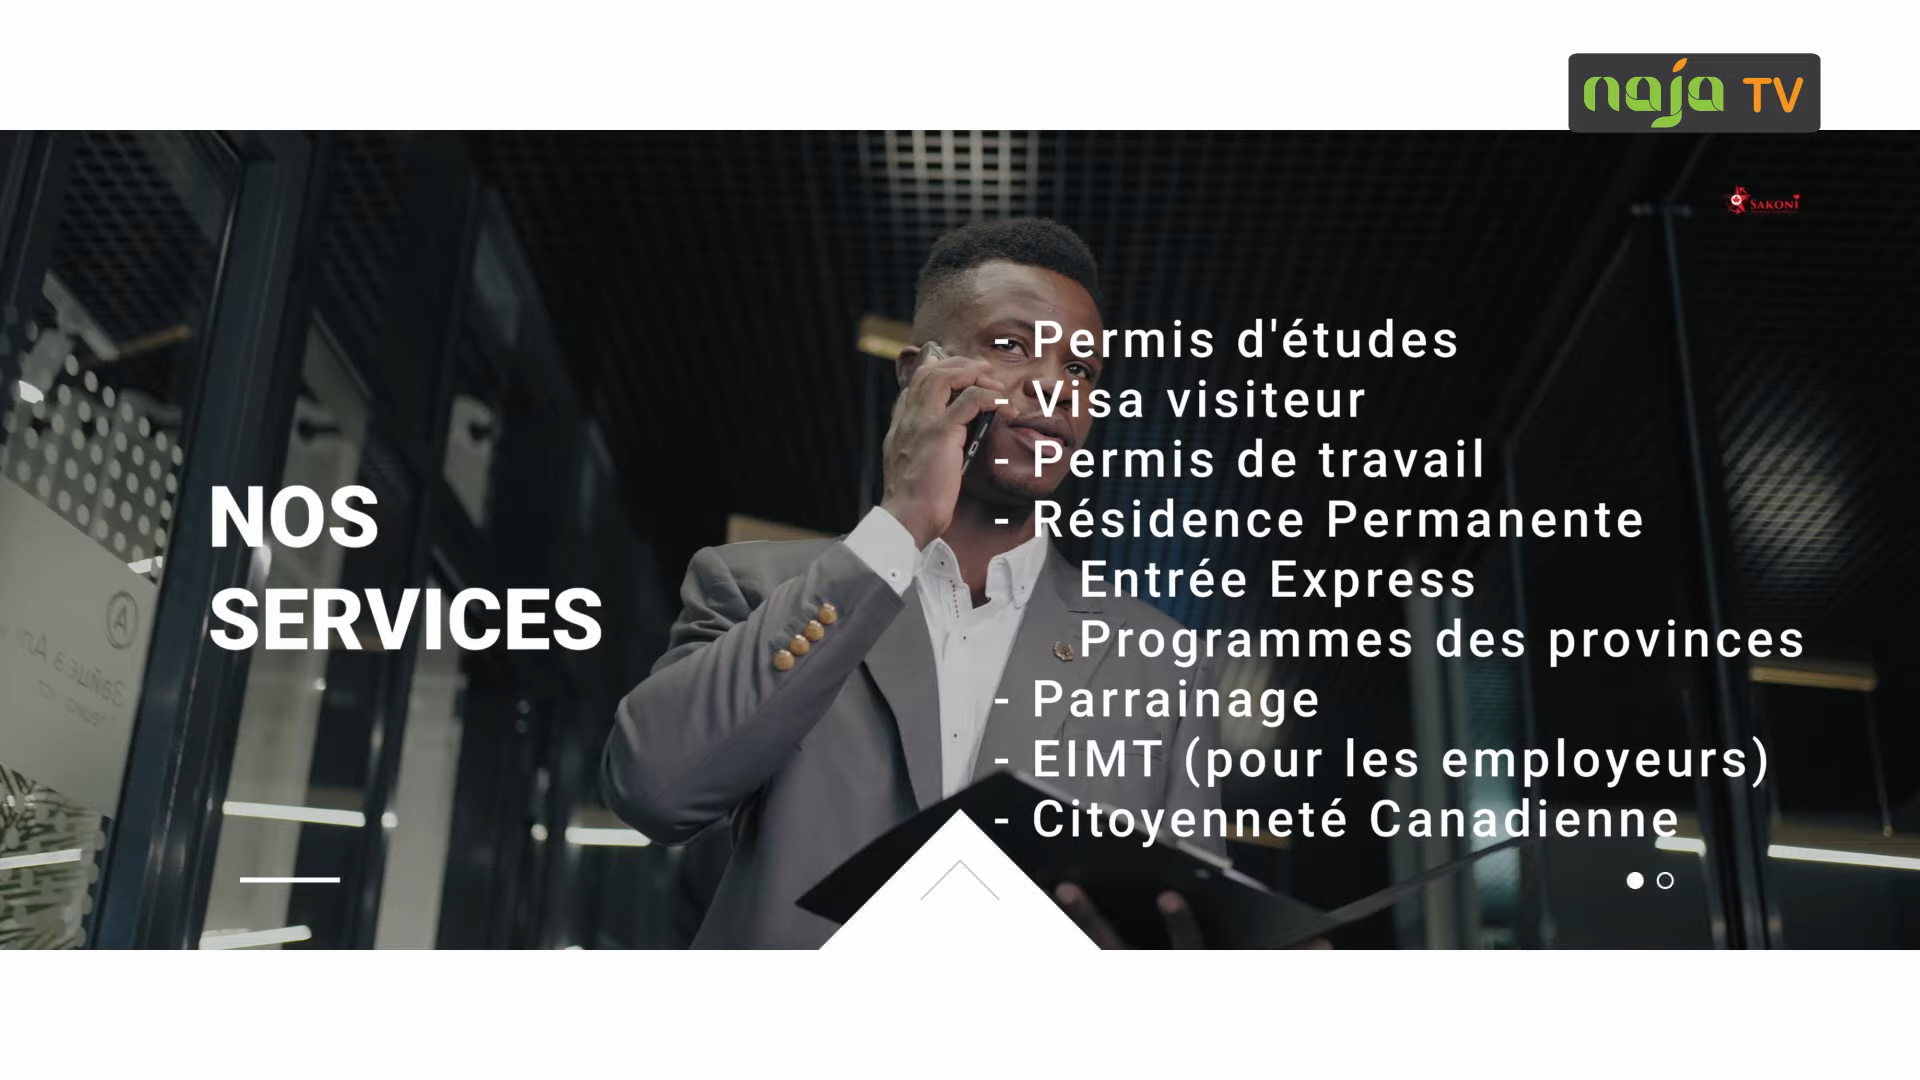 naja TV
SAKONI
NOS
SERVICES
- Permis d'études
- Visa visiteur
- Permis de travail
- Résidence Permanente
Entrée Express
Programmes des provinces
- Parrainage
- EIMT (pour les employeurs)
- Citoyenneté Canadienne